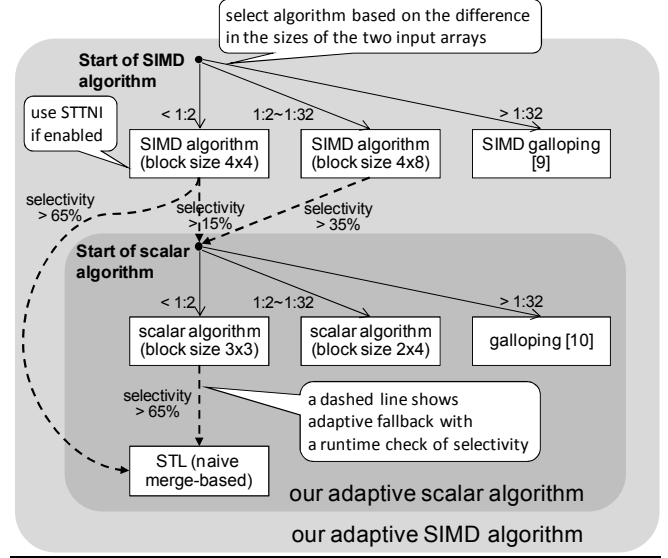 select algorithm based on the difference
in the sizes of the two input arrays
Start of SIMD
algorithm
use STTNI
if enabled
< 1:2
1:2~1:32
> 1:32
SIMD algorithm
(block size 4x4)
SIMD algorithm
(block size 4x8)
SIMD galloping
[9]
selectivity
> 65%
selectivity
> 15%
selectivity
> 35%
Start of scalar
algorithm
< 1:2
1:2~1:32
> 1:32
scalar algorithm
(block size 3x3)
scalar algorithm
(block size 2x4)
galloping [10]
selectivity
> 65%
a dashed line shows
adaptive fallback with
a runtime check of selectivity
STL (naive
merge-based)
our adaptive scalar algorithm
our adaptive SIMD algorithm